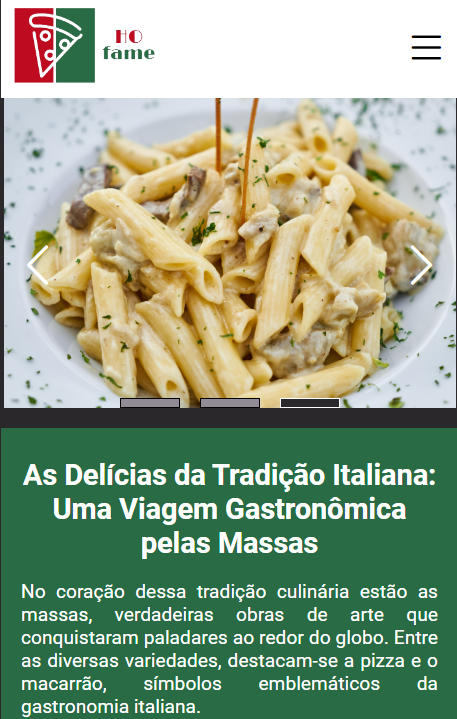 HO
fame
As Delícias da Tradição Italiana:
Uma Viagem Gastronômica
pelas Massas
No coração dessa tradição culinária estão as
massas, verdadeiras obras de arte que
conquistaram paladares ao redor do globo. Entre
as diversas variedades, destacam-se a pizza e o
macarrão, símbolos emblemáticos da
gastronomia italiana.